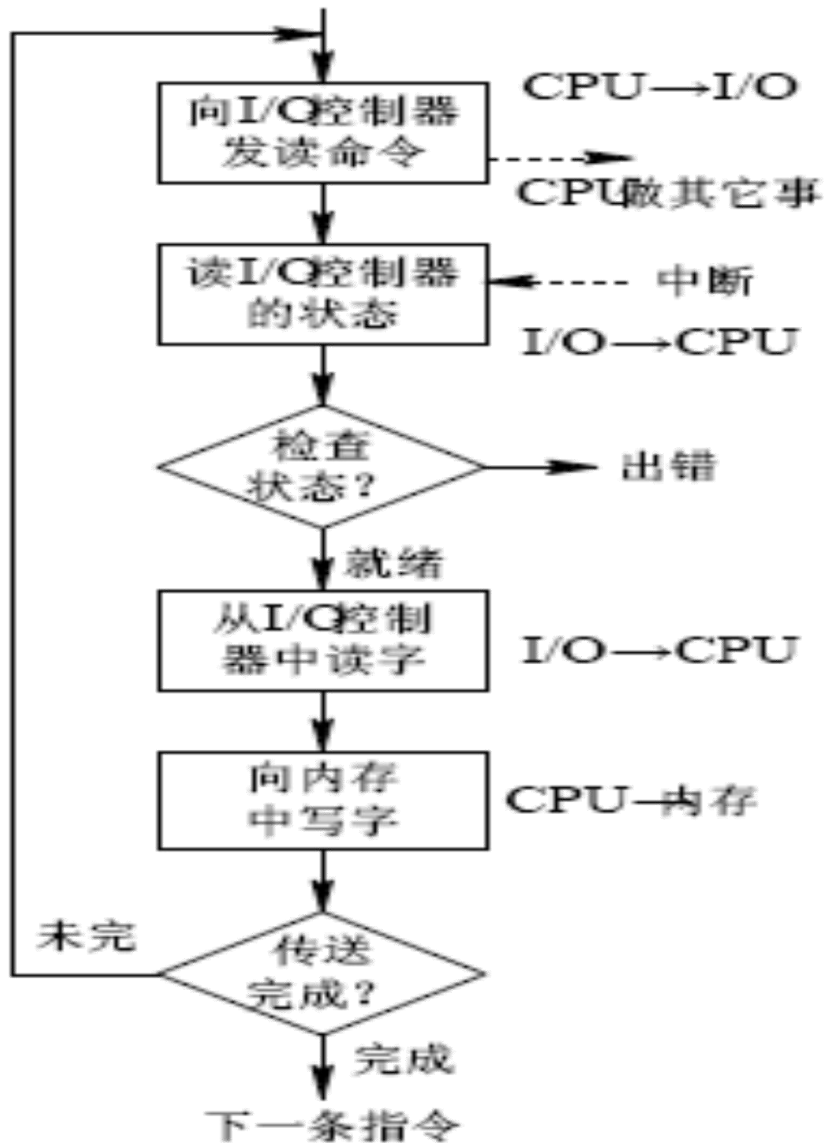 CPU→I/O
向I/O控制器
发读命令
CPU做其它事
读I/O控制器
的状态
中断
I/O→CPU
检查
状态?
出错
就绪
从I/O控制
器中读字
I/O→CPU
向内存
中写字
CPU→内存
未完
传送
完成?
完成
下一条指令